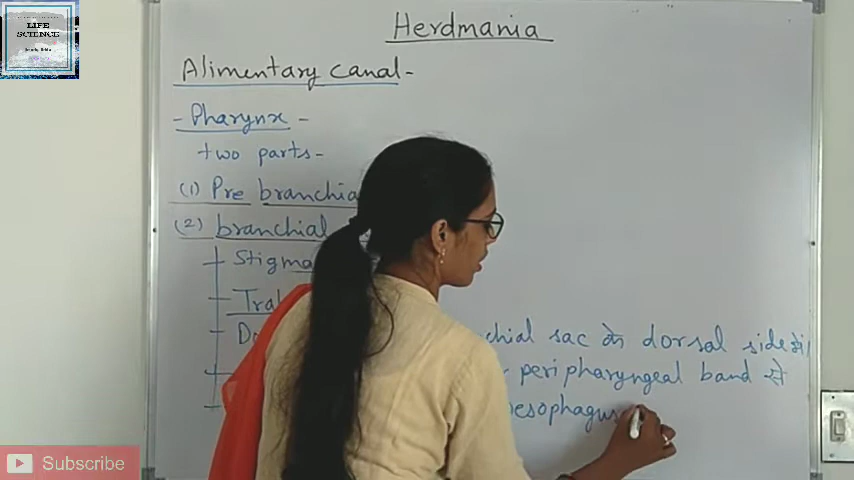 LIFE
SCIENCE
Herdmania
Alimentary canal-
- Pharynx -
two parts-
(1) Pre branchia
(2) branchial
Stigma
Tra
chial sac के dorsal side में,
peripharyngeal band से
esophagus
Subscribe